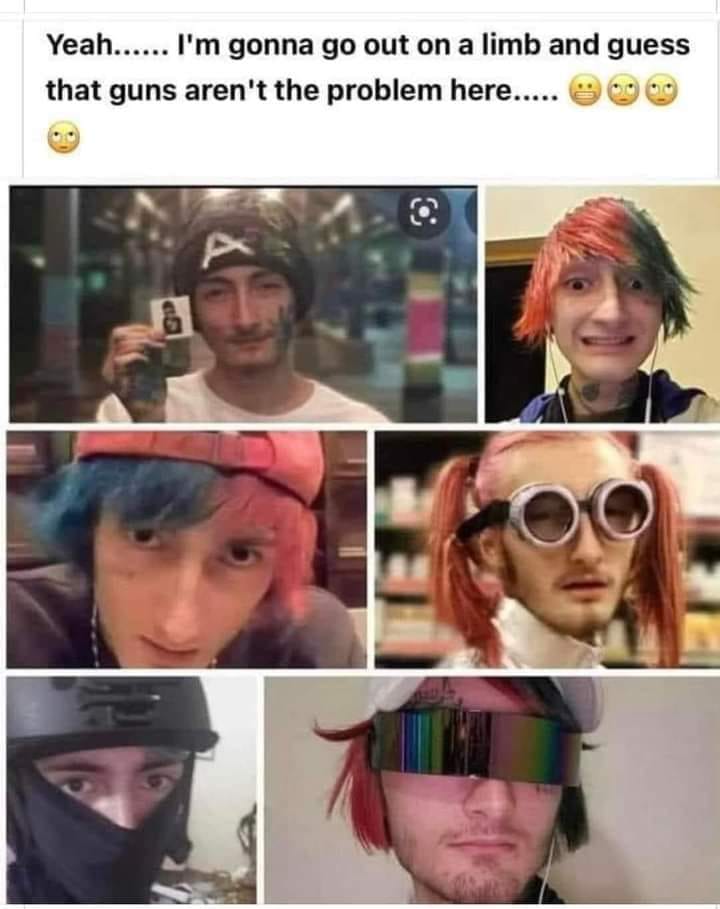 Yeah...... I'm gonna go out on a limb and guess
that guns aren't the problem here..... 😬🙄🙄
🙄
A